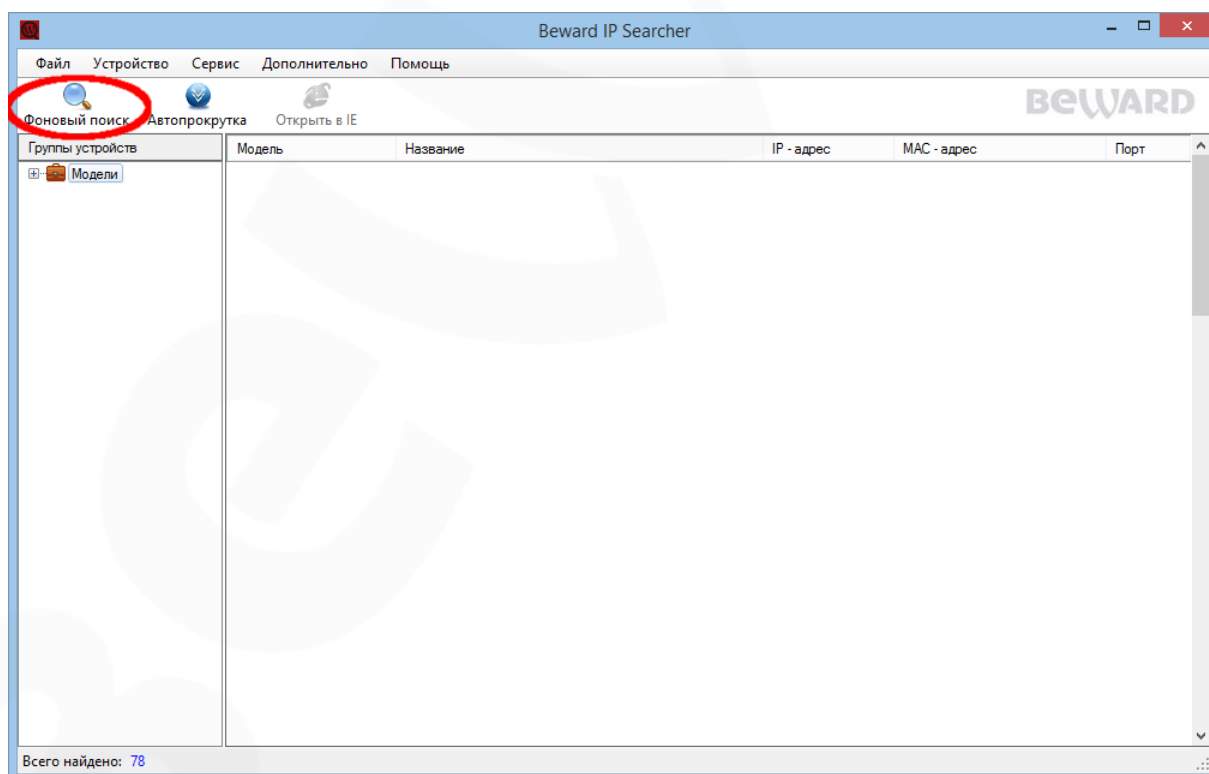 Beward IP Searcher
Файл Устройство Сервис Дополнительно Помощь
BEWARD
Фоновый поиск Автопрокрутка Открыть в IE
Группы устройств Модель Название IP - адрес MAC - адрес Порт
Модели
Всего найдено: 78